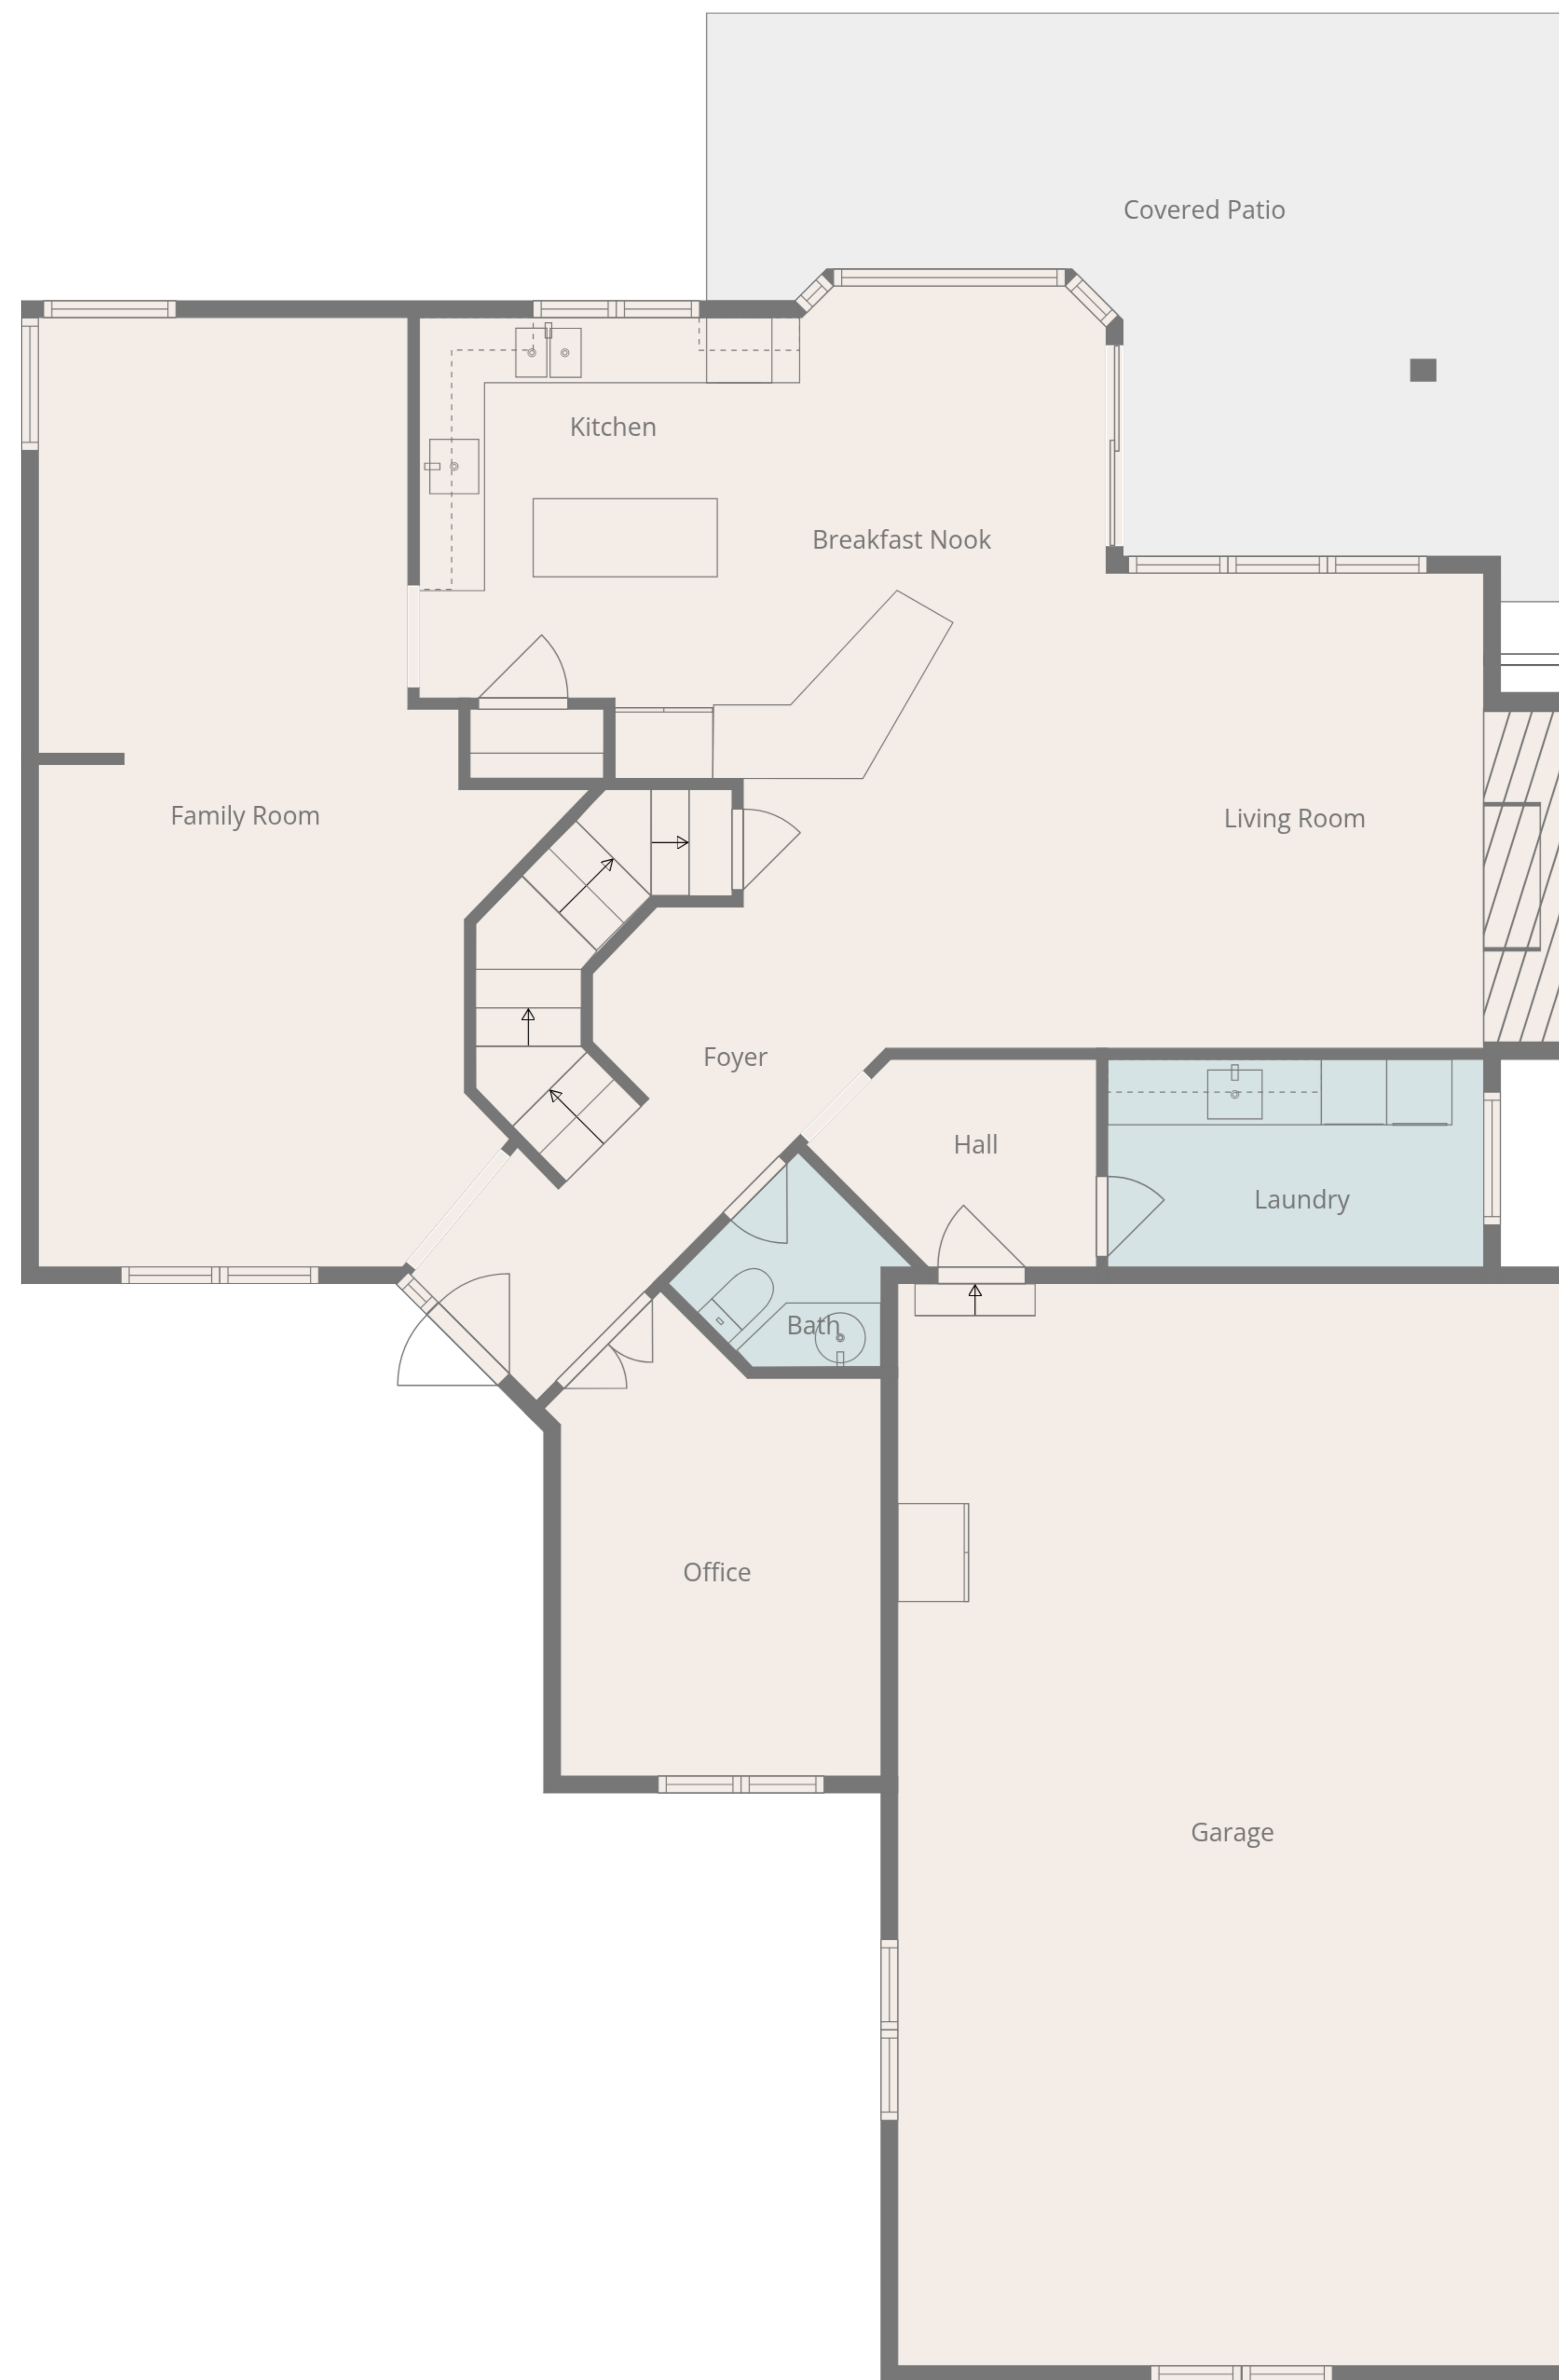 Covered Patio
Kitchen
Breakfast Nook
Family Room
Living Room
Foyer
Hall
Laundry
Bath
Office
Garage